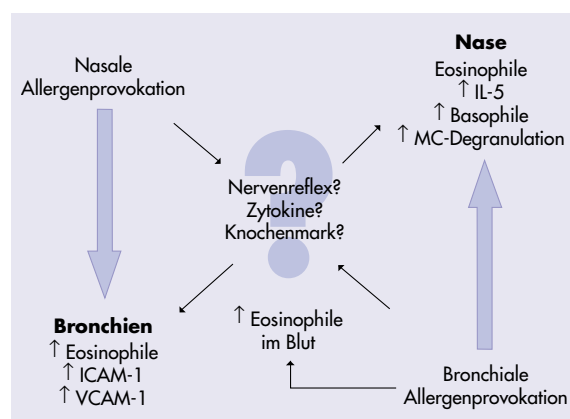 Nasale
Allergenprovokation
Nase
Eosinophile
↑ IL-5
↑ Basophile
↑ MC-Degranulation
?
Nervenreflex?
Zytokine?
Knochenmark?
Bronchien
↑ Eosinophile
↑ ICAM-1
↑ VCAM-1
↑ Eosinophile
im Blut
Bronchiale
Allergenprovokation